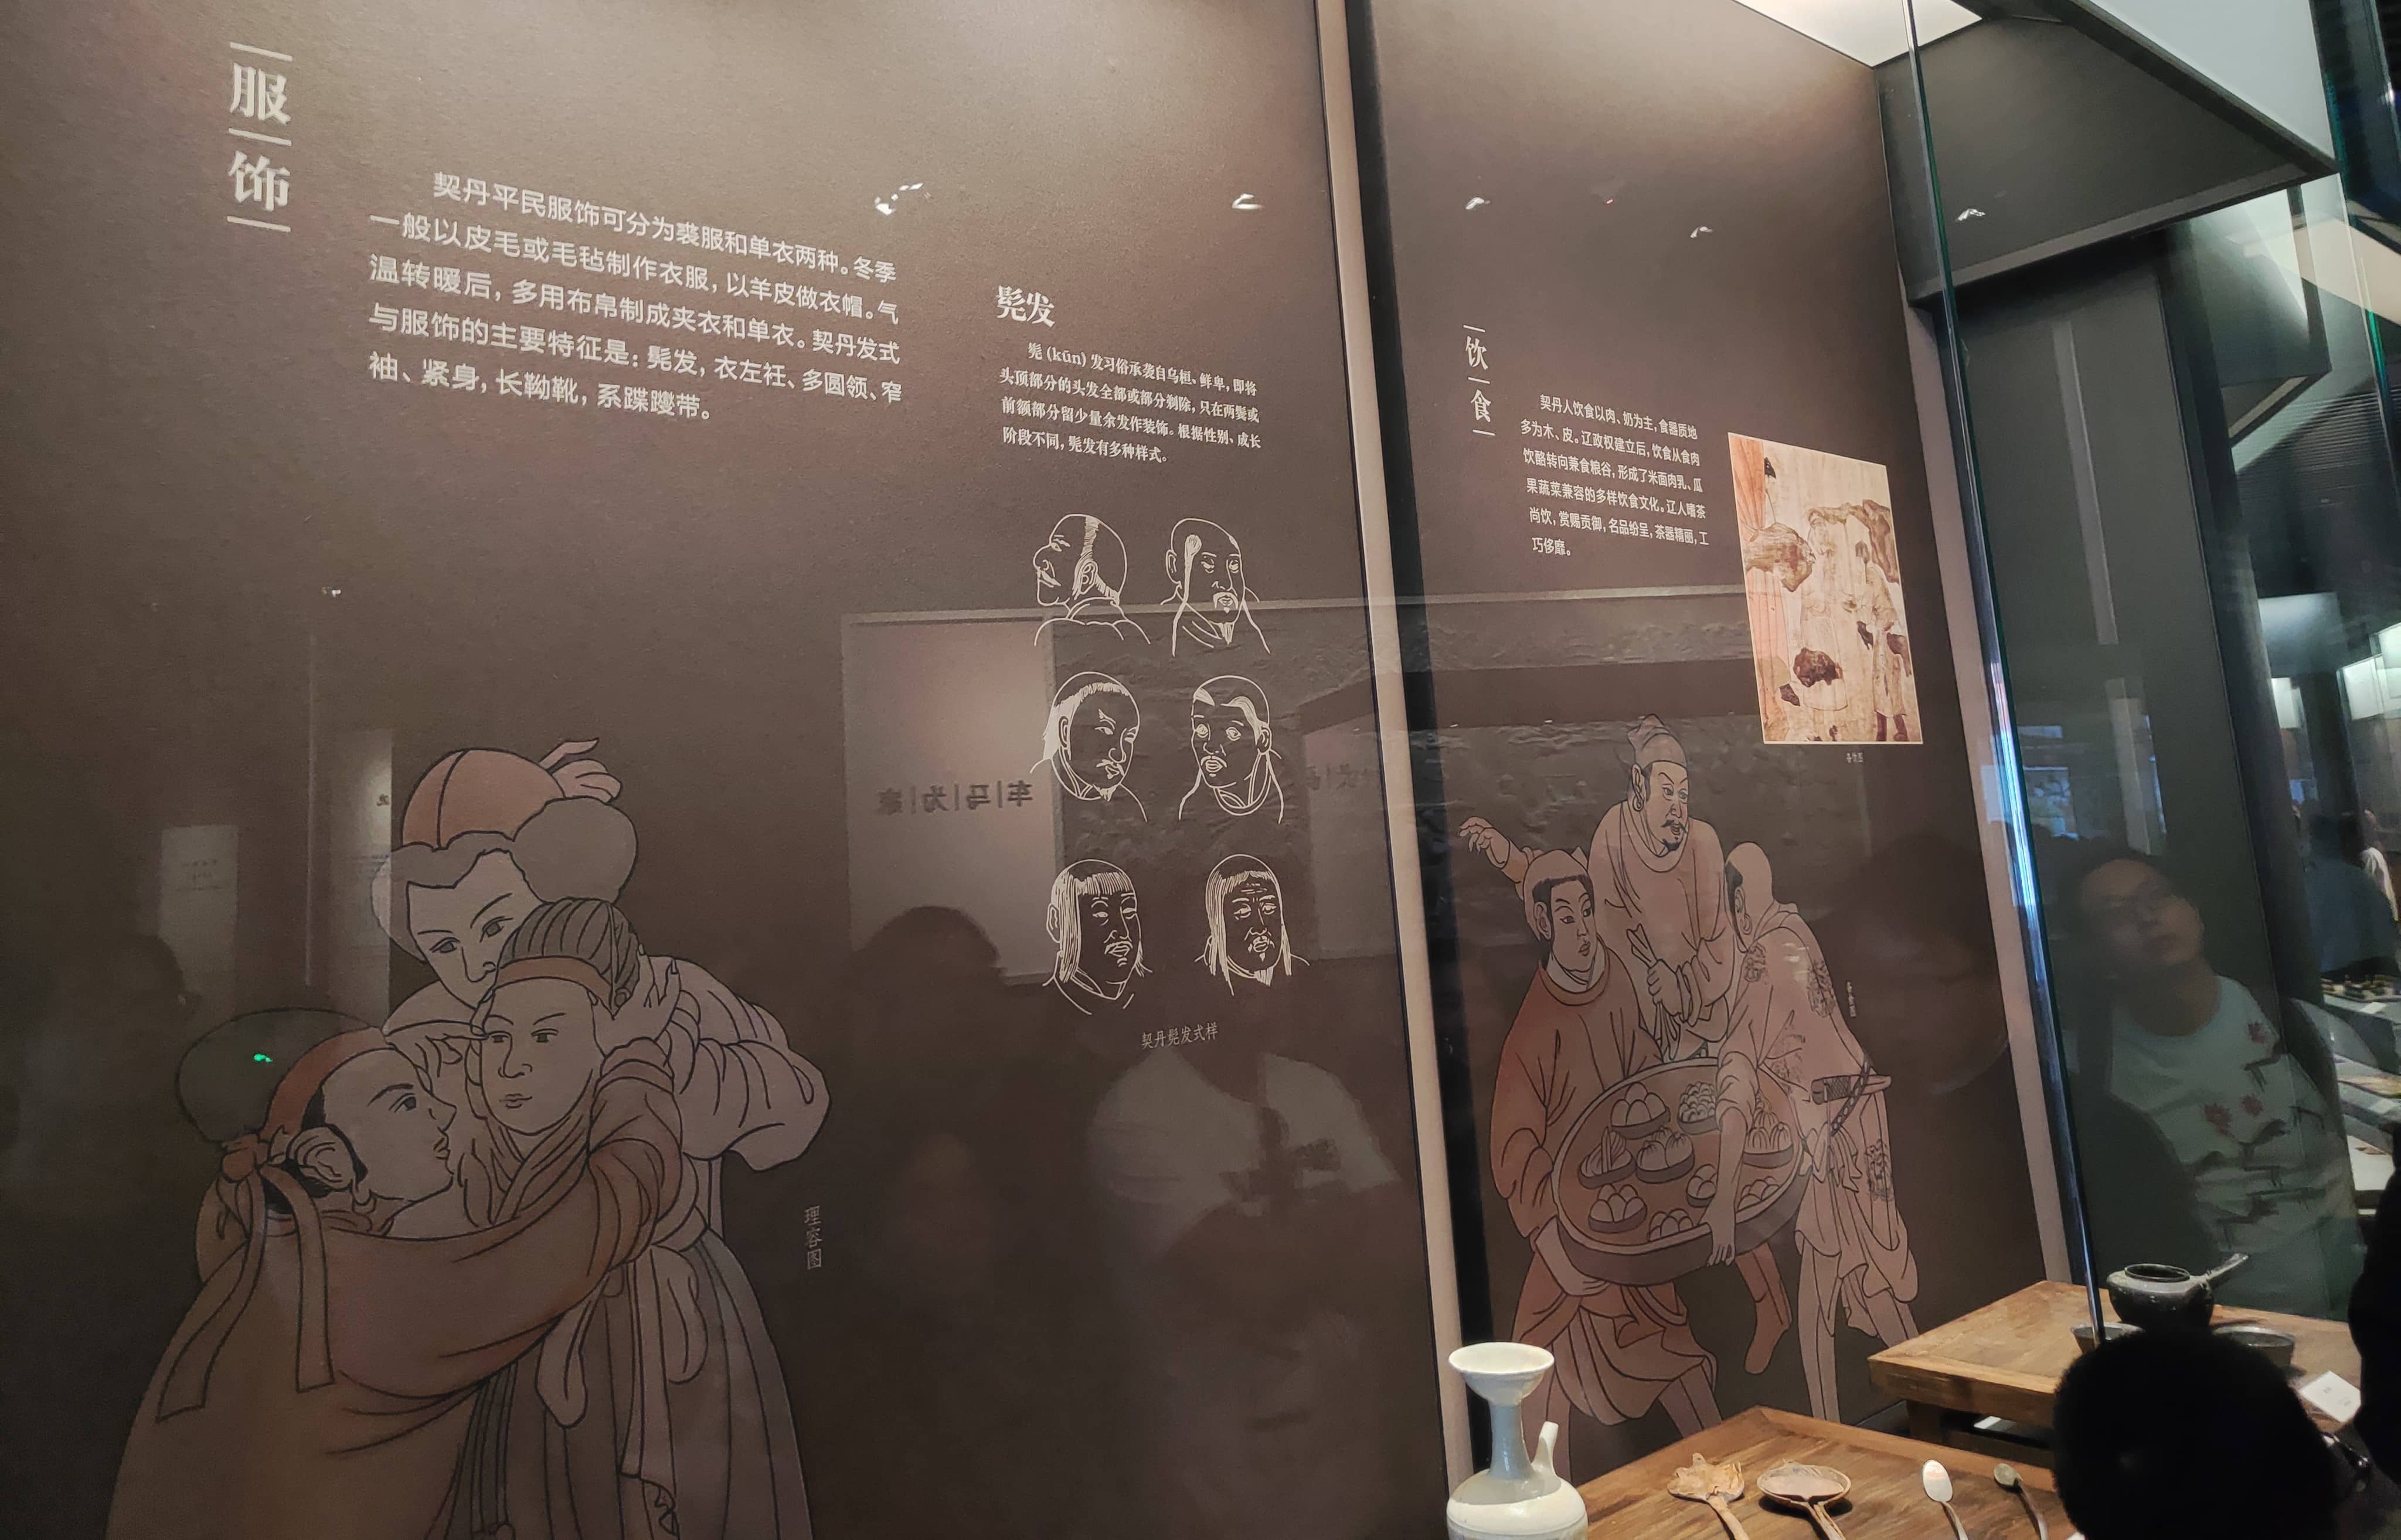 服饰
契丹平民服饰可分为裘服和单衣两种。冬季
一般以皮毛或毛毡制作衣服，以羊皮做衣帽。气
温转暖后，多用布帛制成夹衣和单衣。契丹发式
与服饰的主要特征是：髡发，衣左衽、多圆领、窄
袖、紧身，长靿靴，系蹀躞带。
髡发
髡（kūn）发习俗承袭自乌桓、鲜卑，即将
头顶部分的头发全部或部分剃除，只在两鬓或
前额部分留少量余发作装饰。根据性别、成长
阶段不同，髡发有多种样式。
契丹髡发式样
理容图
车马为家
饮食
契丹人饮食以肉、奶为主，食器质地
多为木、皮。辽政权建立后，饮食从食肉
饮酪转向兼食粮谷，形成了米面肉乳、瓜
果蔬菜兼容的多样饮食文化。辽人嗜茶
尚饮，赏赐贡御，名品纷呈，茶器精丽，工
巧侈靡。
备食图